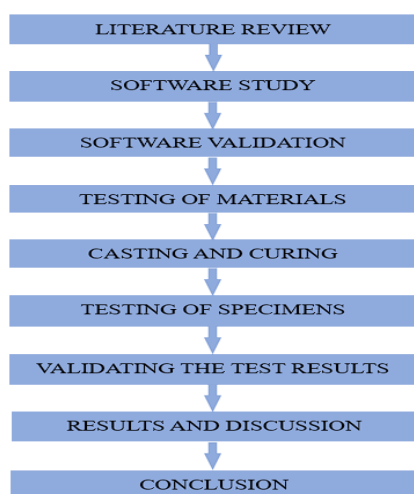 LITERATURE REVIEW
SOFTWARE STUDY
SOFTWARE VALIDATION
TESTING OF MATERIALS
CASTING AND CURING
TESTING OF SPECIMENS
VALIDATING THE TEST RESULTS
RESULTS AND DISCUSSION
CONCLUSION